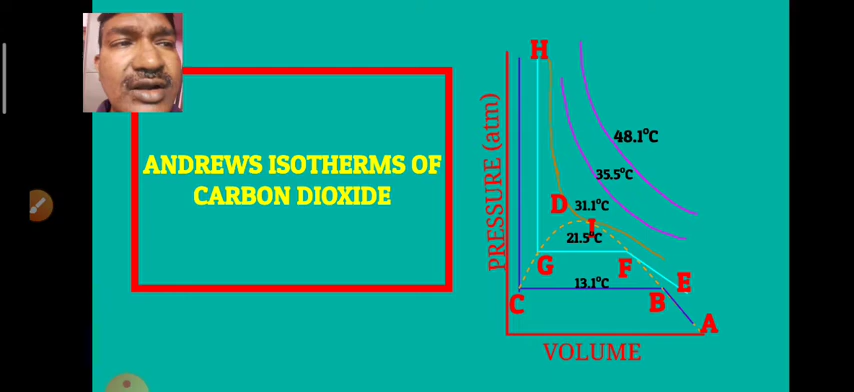 ANDREWS ISOTHERMS OF
CARBON DIOXIDE
PRESSURE (atm)
H
48.1°C
35.5°C
D
31.1°C
I
21.5°C
G
F
E
13.1°C
C
B
A
VOLUME